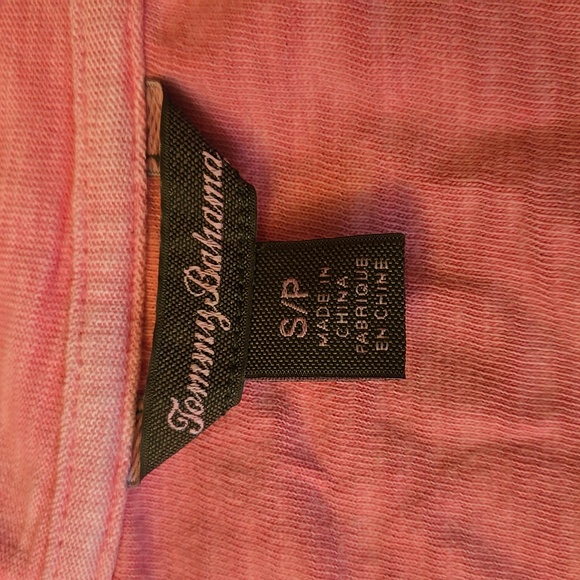 Tommy Bahama
S/P
MADE IN
CHINA
FABRIQUE
EN CHINE